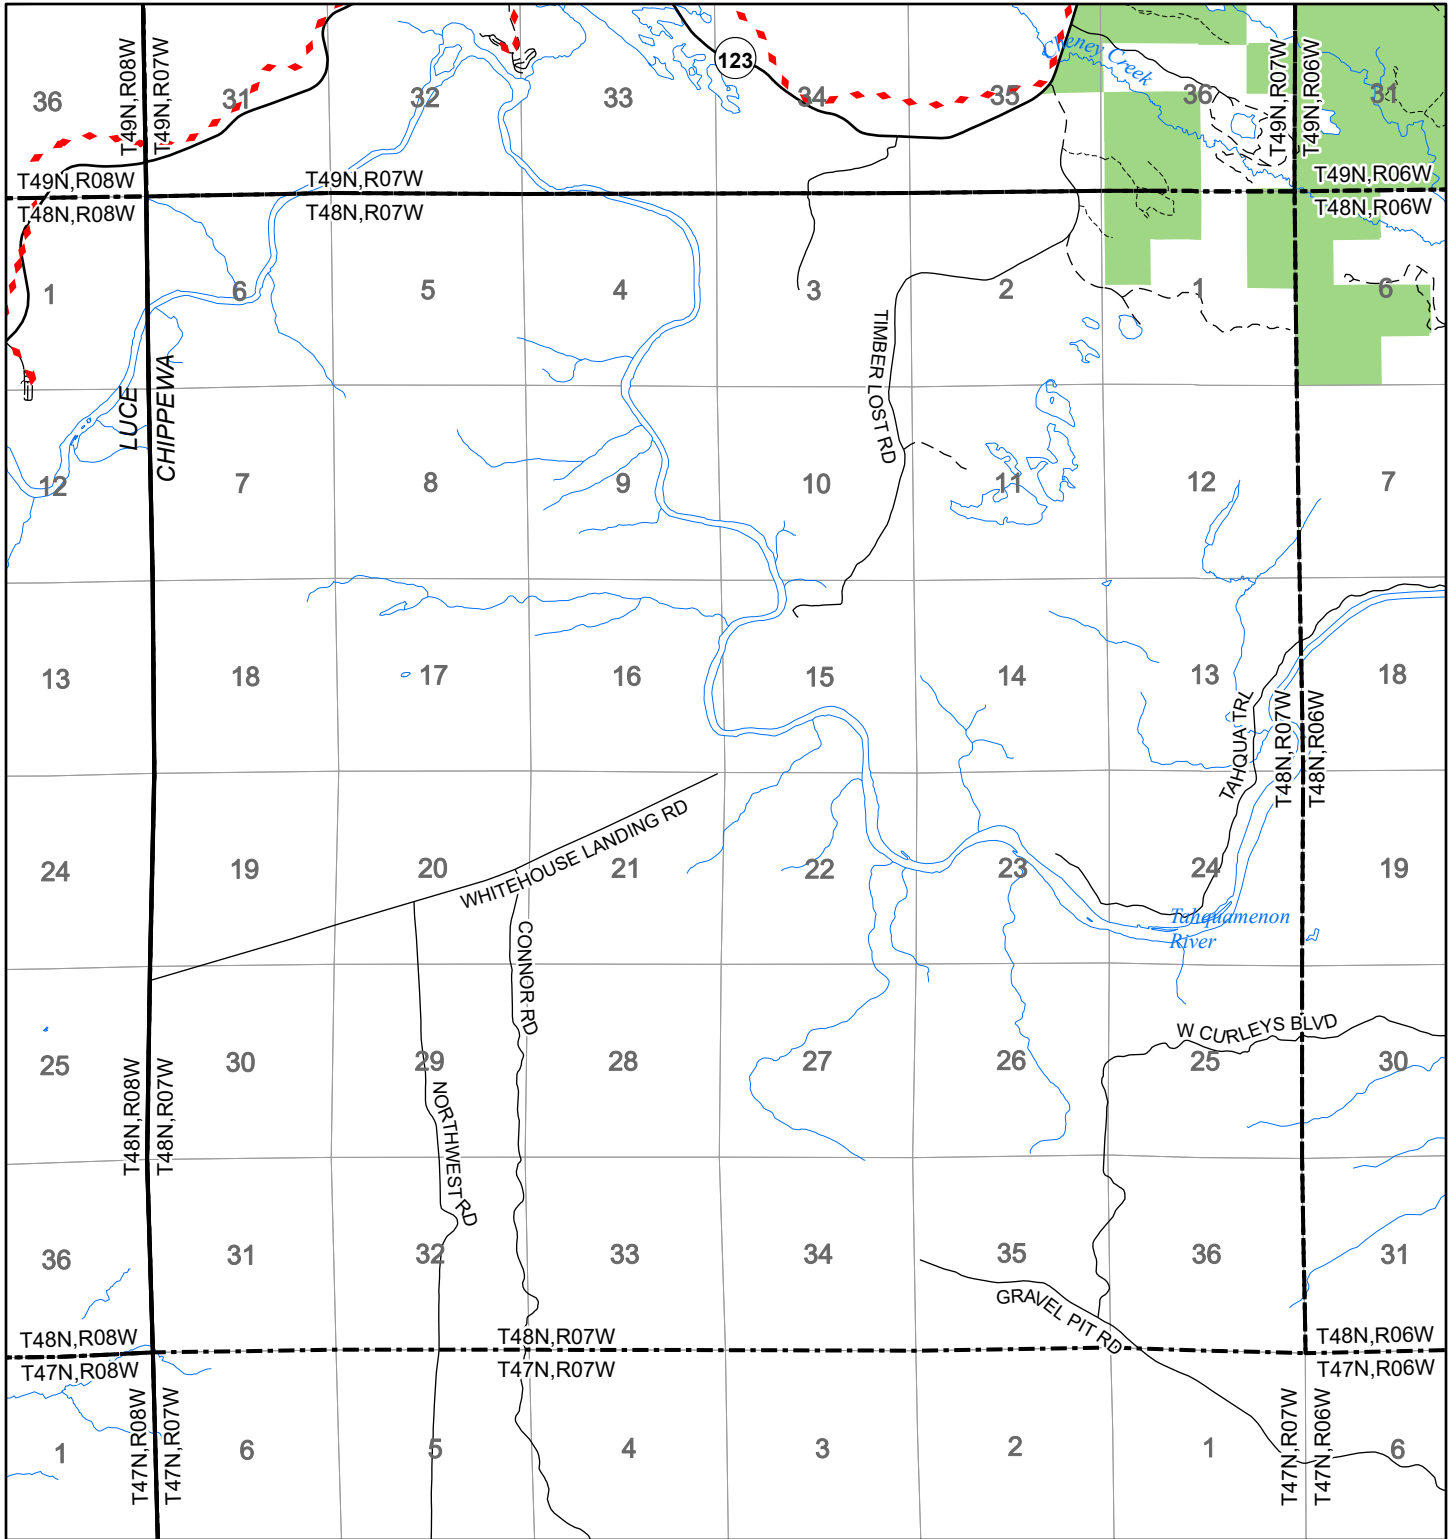 Cheney Creek
123
T49N,R08W
T49N,R07W
T49N,R07W
T49N,R06W
36
31
32
33
34
35
36
31
T49N,R08W
T49N,R07W
T49N,R06W
T48N,R08W
T48N,R07W
T48N,R06W
1
6
5
4
3
2
1
6
TIMBER LOST RD
LUCE
CHIPPEWA
12
7
8
9
10
11
12
7
13
18
17
16
15
14
13
18
TAHQUA TRL
T48N,R07W
T48N,R06W
WHITEHOUSE LANDING RD
24
19
20
21
22
23
24
19
Tahquamenon
River
CONNOR RD
W CURLEYS BLVD
25
30
29
28
27
26
25
30
T48N,R08W
T48N,R07W
NORTHWEST RD
36
31
32
33
34
35
36
31
GRAVEL PIT RD
T48N,R08W
T48N,R07W
T48N,R06W
T47N,R08W
T47N,R07W
T47N,R06W
T47N,R08W
T47N,R07W
T47N,R07W
T47N,R06W
1
6
5
4
3
2
1
6